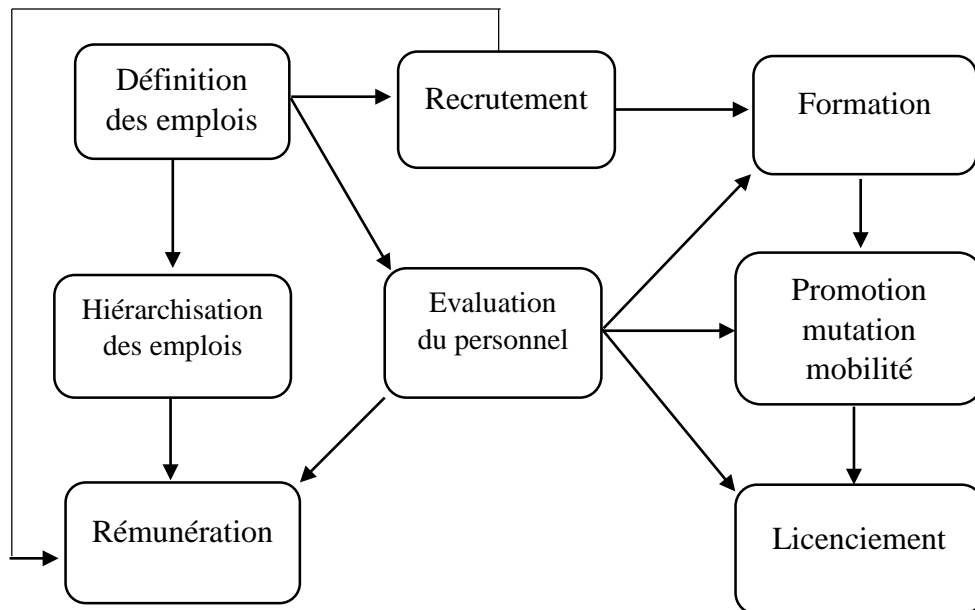 Définition
des emplois
Recrutement
Formation
Hiérarchisation
des emplois
Evaluation
du personnel
Promotion
mutation
mobilité
Rémunération
Licenciement